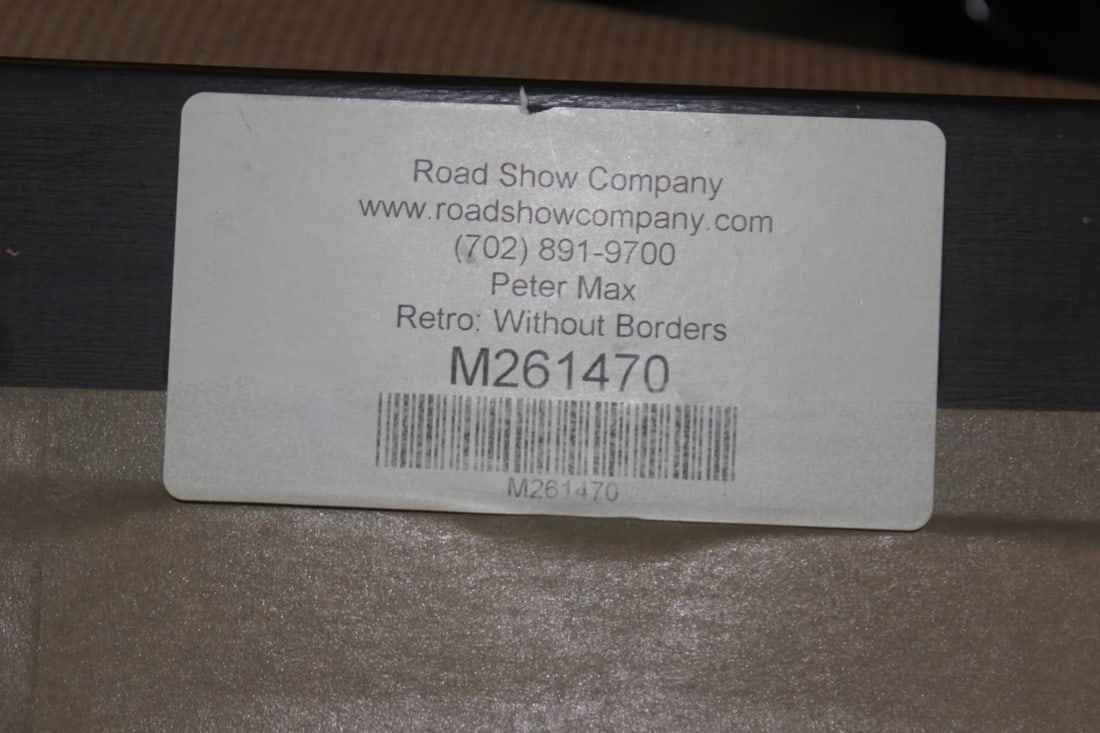 Road Show Company
www.roadshowcompany.com
(702) 891-9700
Peter Max
Retro: Without Borders
M261470
M261470